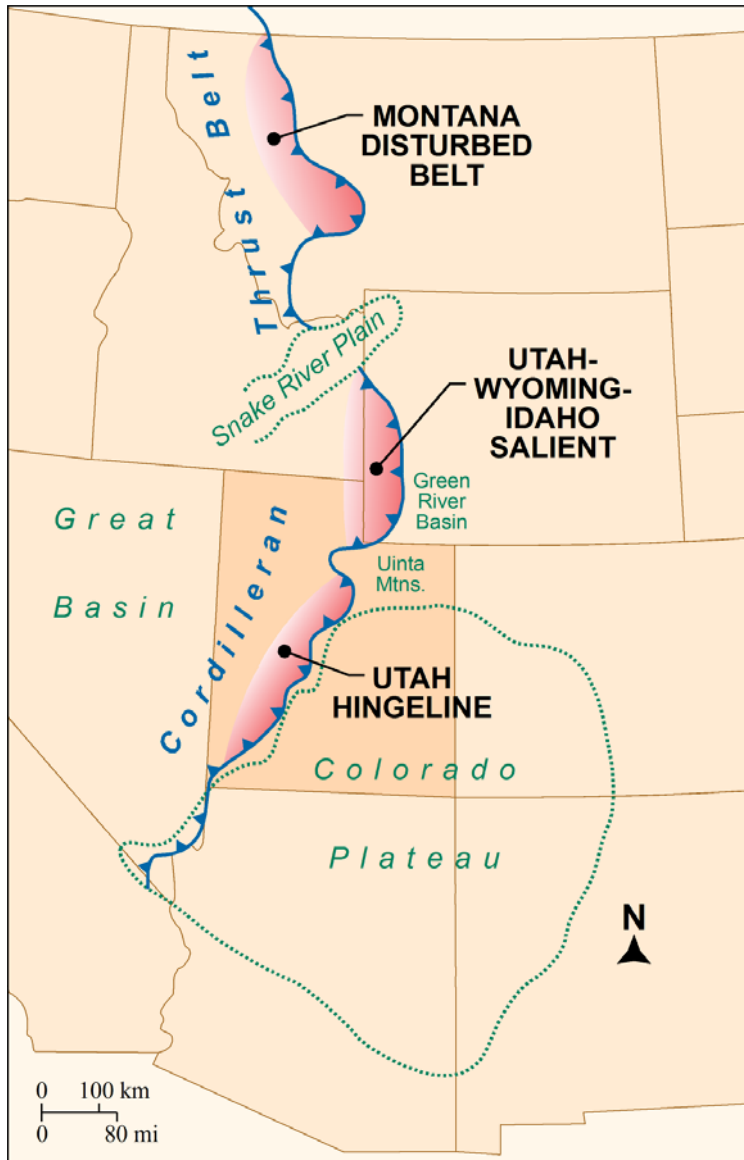 Thrust Belt
MONTANA
DISTURBED
BELT
Snake River Plain
UTAH-
WYOMING-
IDAHO
SALIENT
Green
River
Basin
Great
Basin
Cordilleran
Uinta
Mtns.
UTAH
HINGELINE
Colorado
Plateau
N
0 100 km
0 80 mi